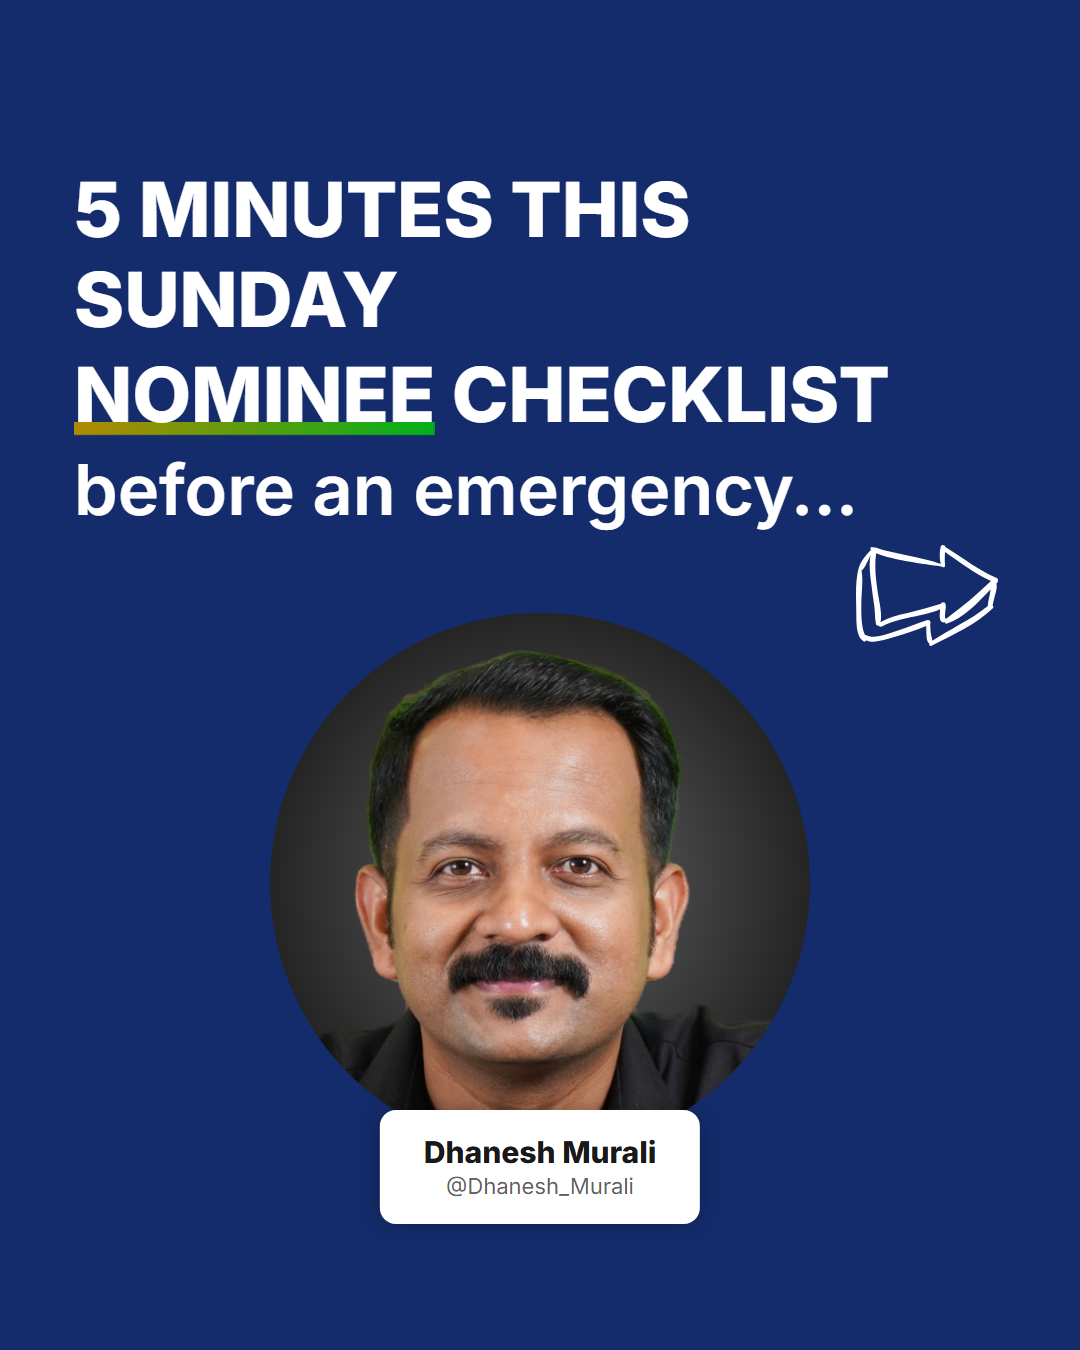 5 MINUTES THIS
SUNDAY
NOMINEE CHECKLIST
before an emergency...
Dhanesh Murali
@Dhanesh_Murali